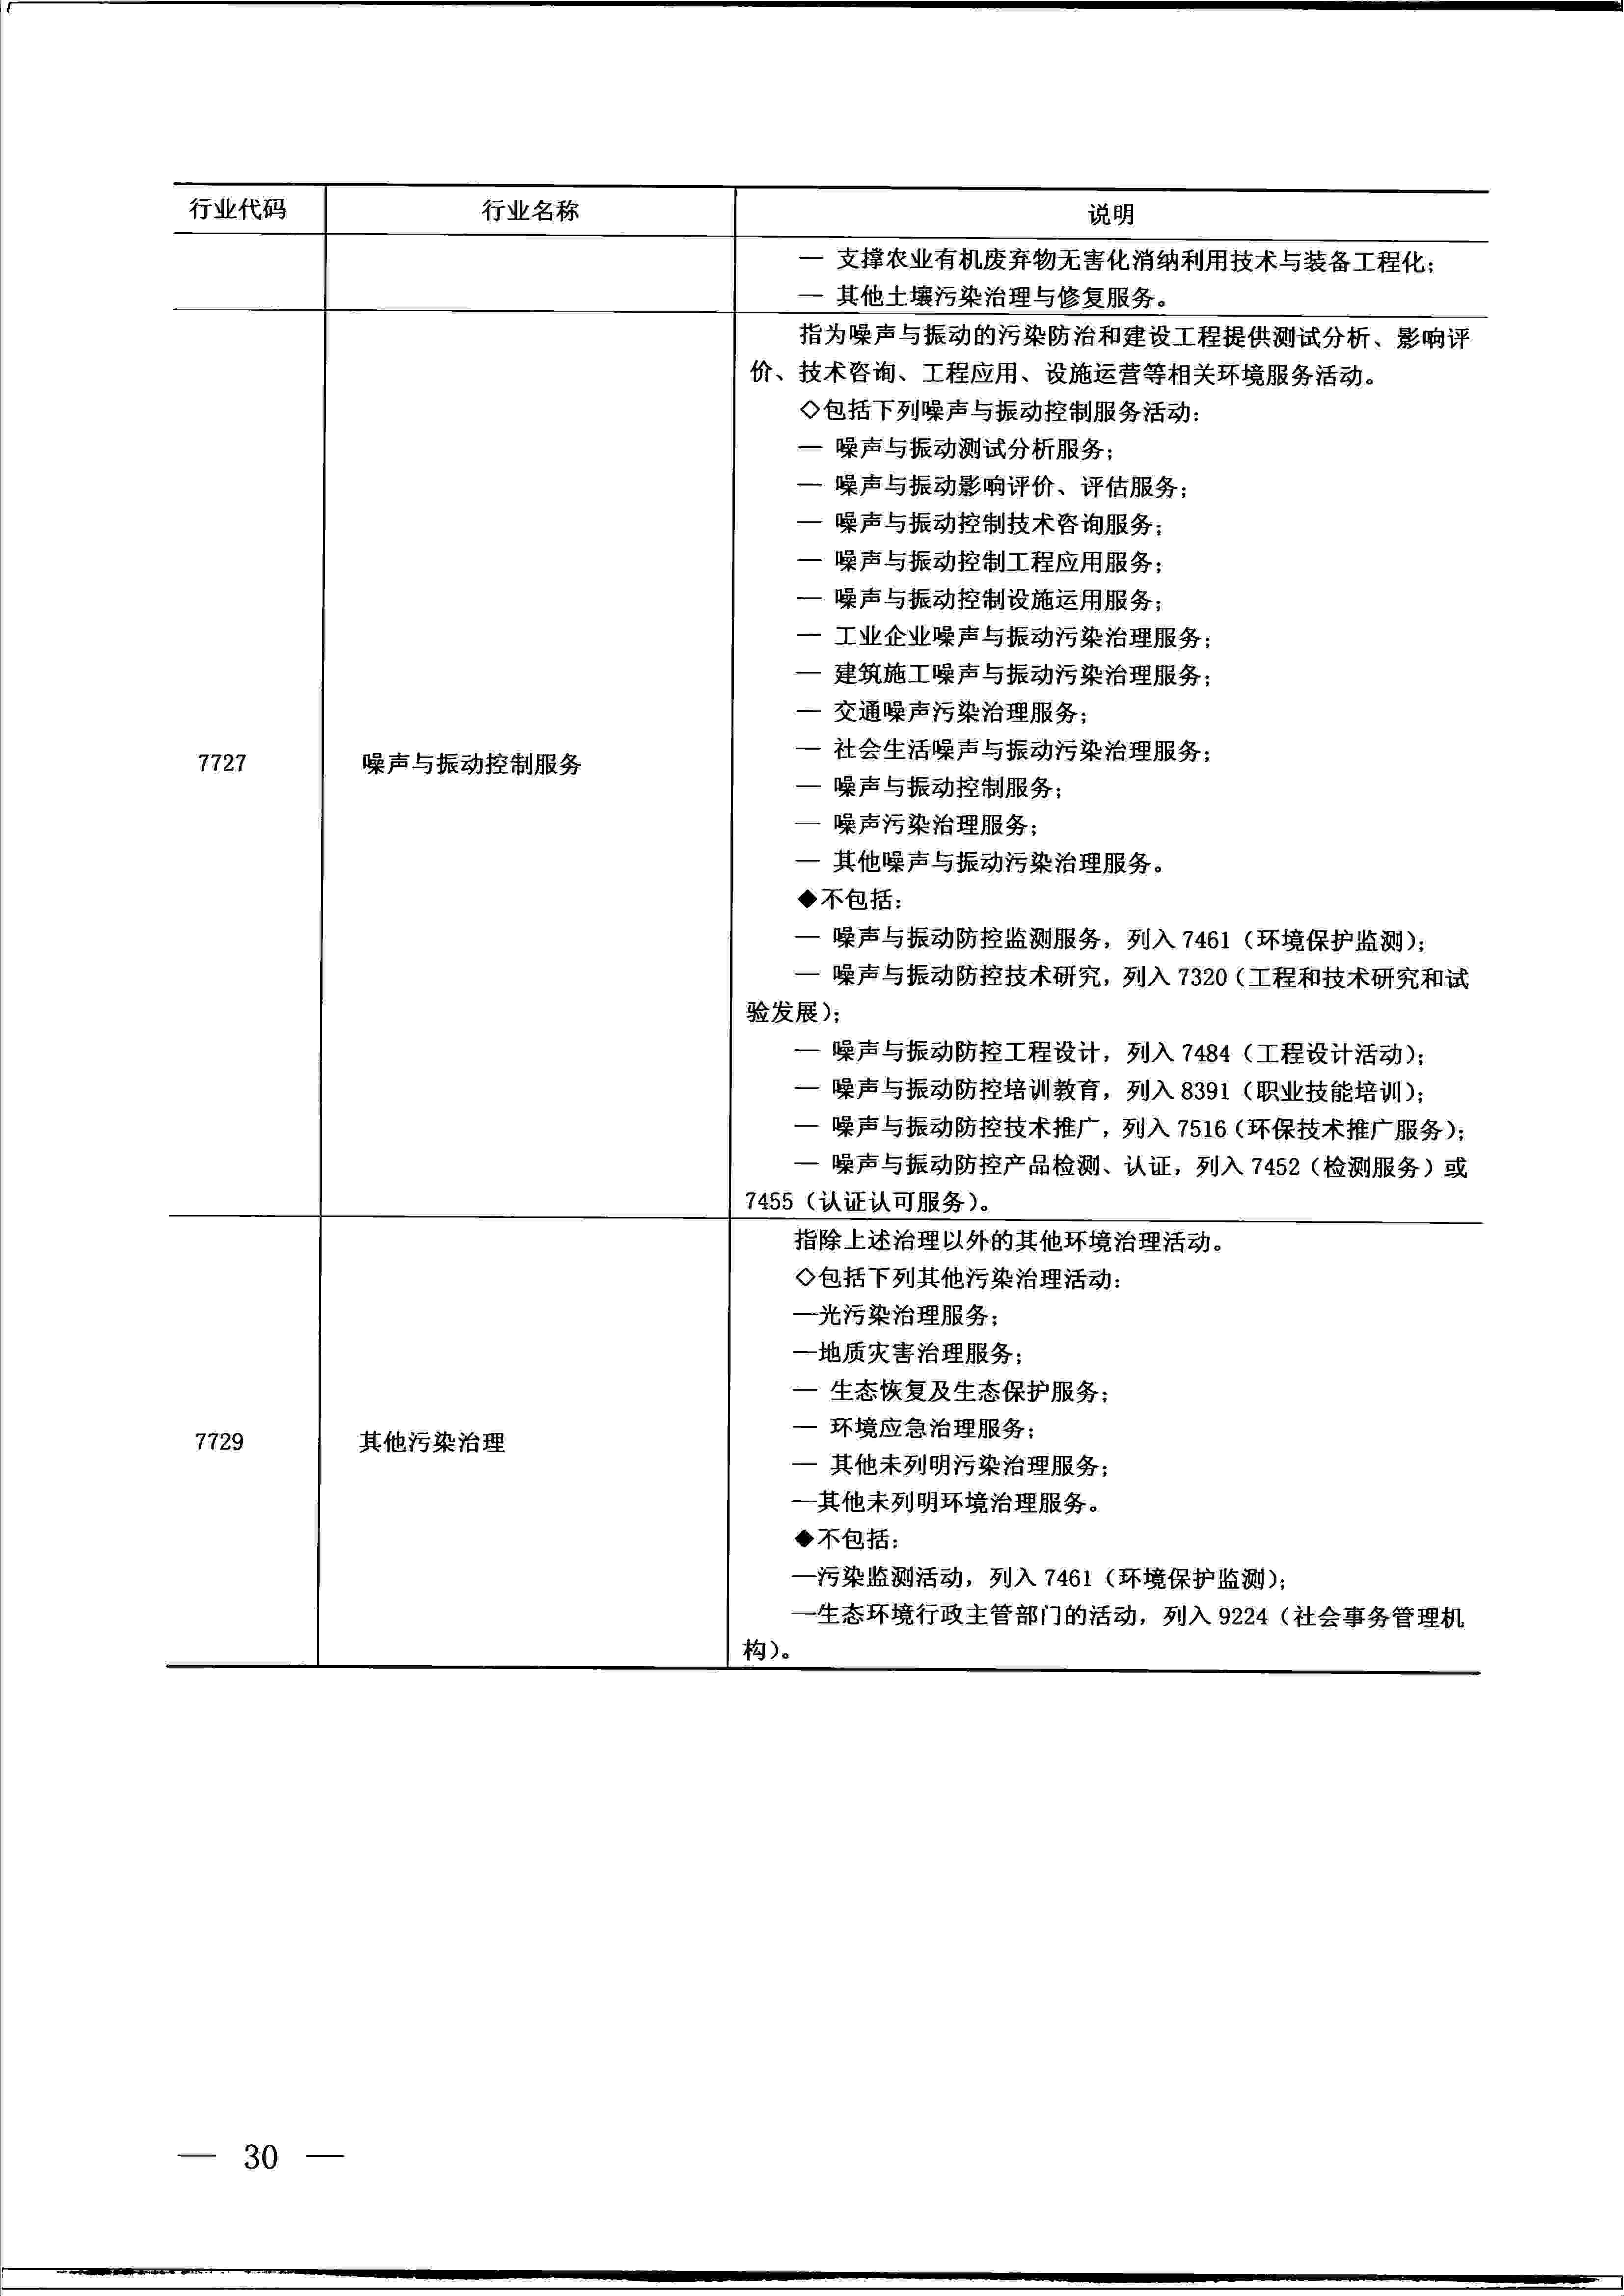 行业代码 行业名称 说明
— 支撑农业有机废弃物无害化消纳利用技术与装备工程化；
— 其他土壤污染治理与修复服务。
指为噪声与振动的污染防治和建设工程提供测试分析、影响评
价、技术咨询、工程应用、设施运营等相关环境服务活动。
◇包括下列噪声与振动控制服务活动：
— 噪声与振动测试分析服务；
— 噪声与振动影响评价、评估服务；
— 噪声与振动控制技术咨询服务；
— 噪声与振动控制工程应用服务；
— 噪声与振动控制设施运用服务；
— 工业企业噪声与振动污染治理服务；
— 建筑施工噪声与振动污染治理服务；
— 交通噪声污染治理服务；
— 社会生活噪声与振动污染治理服务；
7727 噪声与振动控制服务
— 噪声与振动控制服务；
— 噪声污染治理服务；
— 其他噪声与振动污染治理服务。
◆不包括：
— 噪声与振动防控监测服务，列入 7461（环境保护监测）；
— 噪声与振动防控技术研究，列入 7320（工程和技术研究和试
验发展）；
— 噪声与振动防控工程设计，列入 7484（工程设计活动）；
— 噪声与振动防控培训教育，列入 8391（职业技能培训）；
— 噪声与振动防控技术推广，列入 7516（环保技术推广服务）；
— 噪声与振动防控产品检测、认证，列入 7452（检测服务）或
7455（认证认可服务）。
指除上述治理以外的其他环境治理活动。
◇包括下列其他污染治理活动：
—光污染治理服务；
—地质灾害治理服务；
— 生态恢复及生态保护服务；
— 环境应急治理服务；
7729 其他污染治理
— 其他未列明污染治理服务；
—其他未列明环境治理服务。
◆不包括：
—污染监测活动，列入 7461（环境保护监测）；
—生态环境行政主管部门的活动，列入 9224（社会事务管理机
构）。
— 30 —